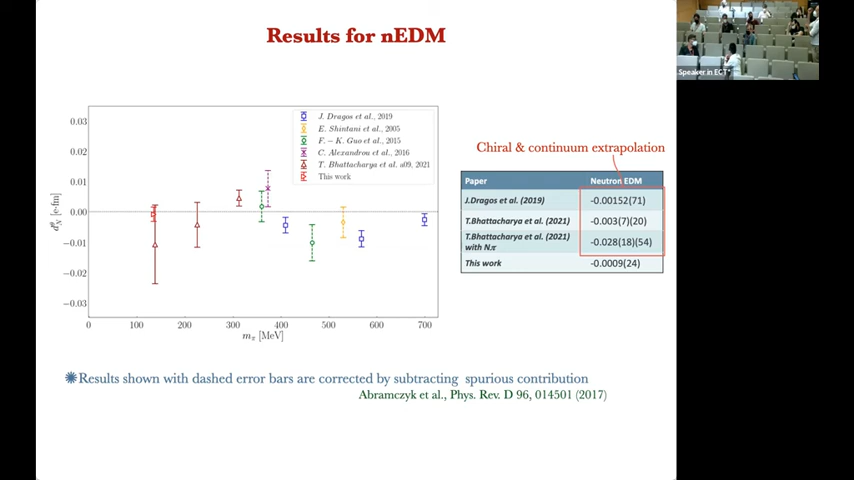 Results for nEDM
Speaker in ECT*
J. Dragos et al., 2019
E. Shintani et al., 2005
F. – K. Guo et al., 2015
C. Alexandrou et al., 2016
T. Bhattacharya et al. a09, 2021
This work
0.03
0.02
0.01
0.00
−0.01
−0.02
−0.03
d_N^θ [e·fm]
0 100 200 300 400 500 600 700
m_π [MeV]
Chiral & continuum extrapolation
Paper Neutron EDM
J.Dragos et al. (2019) -0.00152(71)
T.Bhattacharya et al. (2021) -0.003(7)(20)
T.Bhattacharya et al. (2021) with Nπ -0.028(18)(54)
This work -0.0009(24)
Results shown with dashed error bars are corrected by subtracting spurious contribution
Abramczyk et al., Phys. Rev. D 96, 014501 (2017)